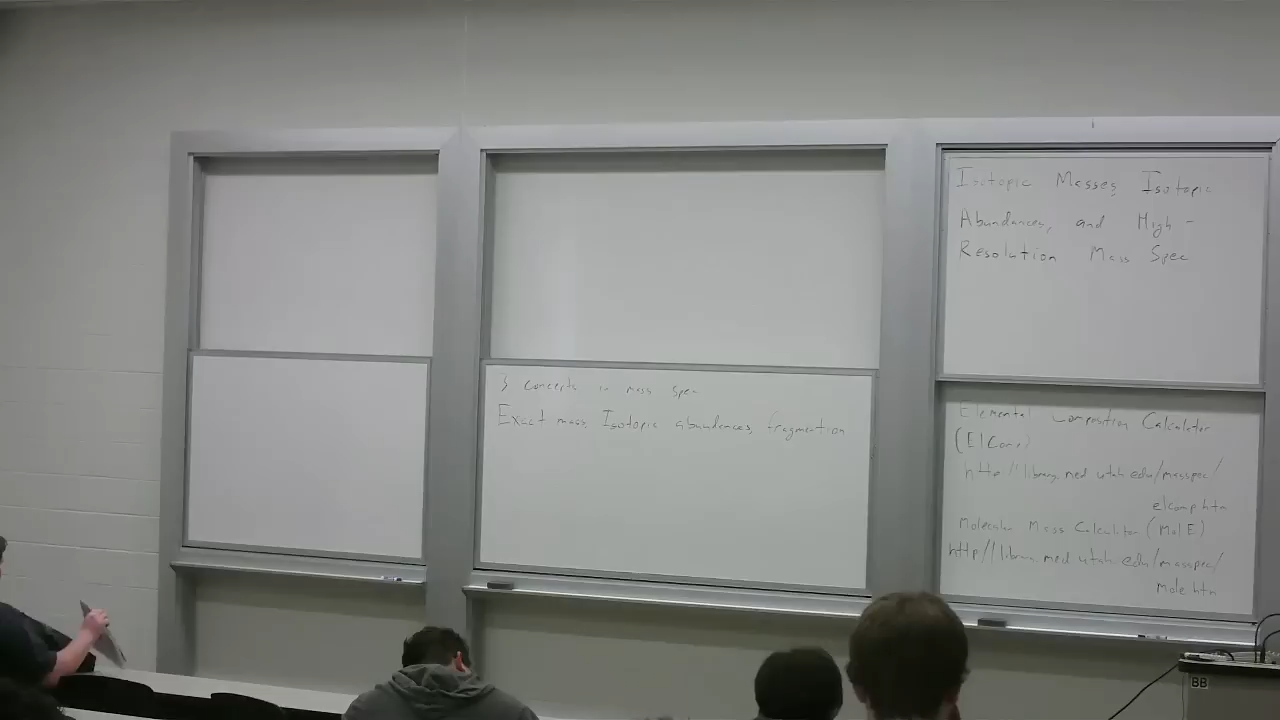 3 concepts in mass spec
Exact mass, Isotopic abundances, fragmention
Isotopic Masses, Isotopic
Abundances, and High-
Resolution Mass Spec
Elemental Composition Calculator
(ElComp)
http://library.med.utah.edu/masspec/
elcomp.htm
Molecular Mass Calculator (MolE)
http://library.med.utah.edu/masspec/
mole.htm
BB